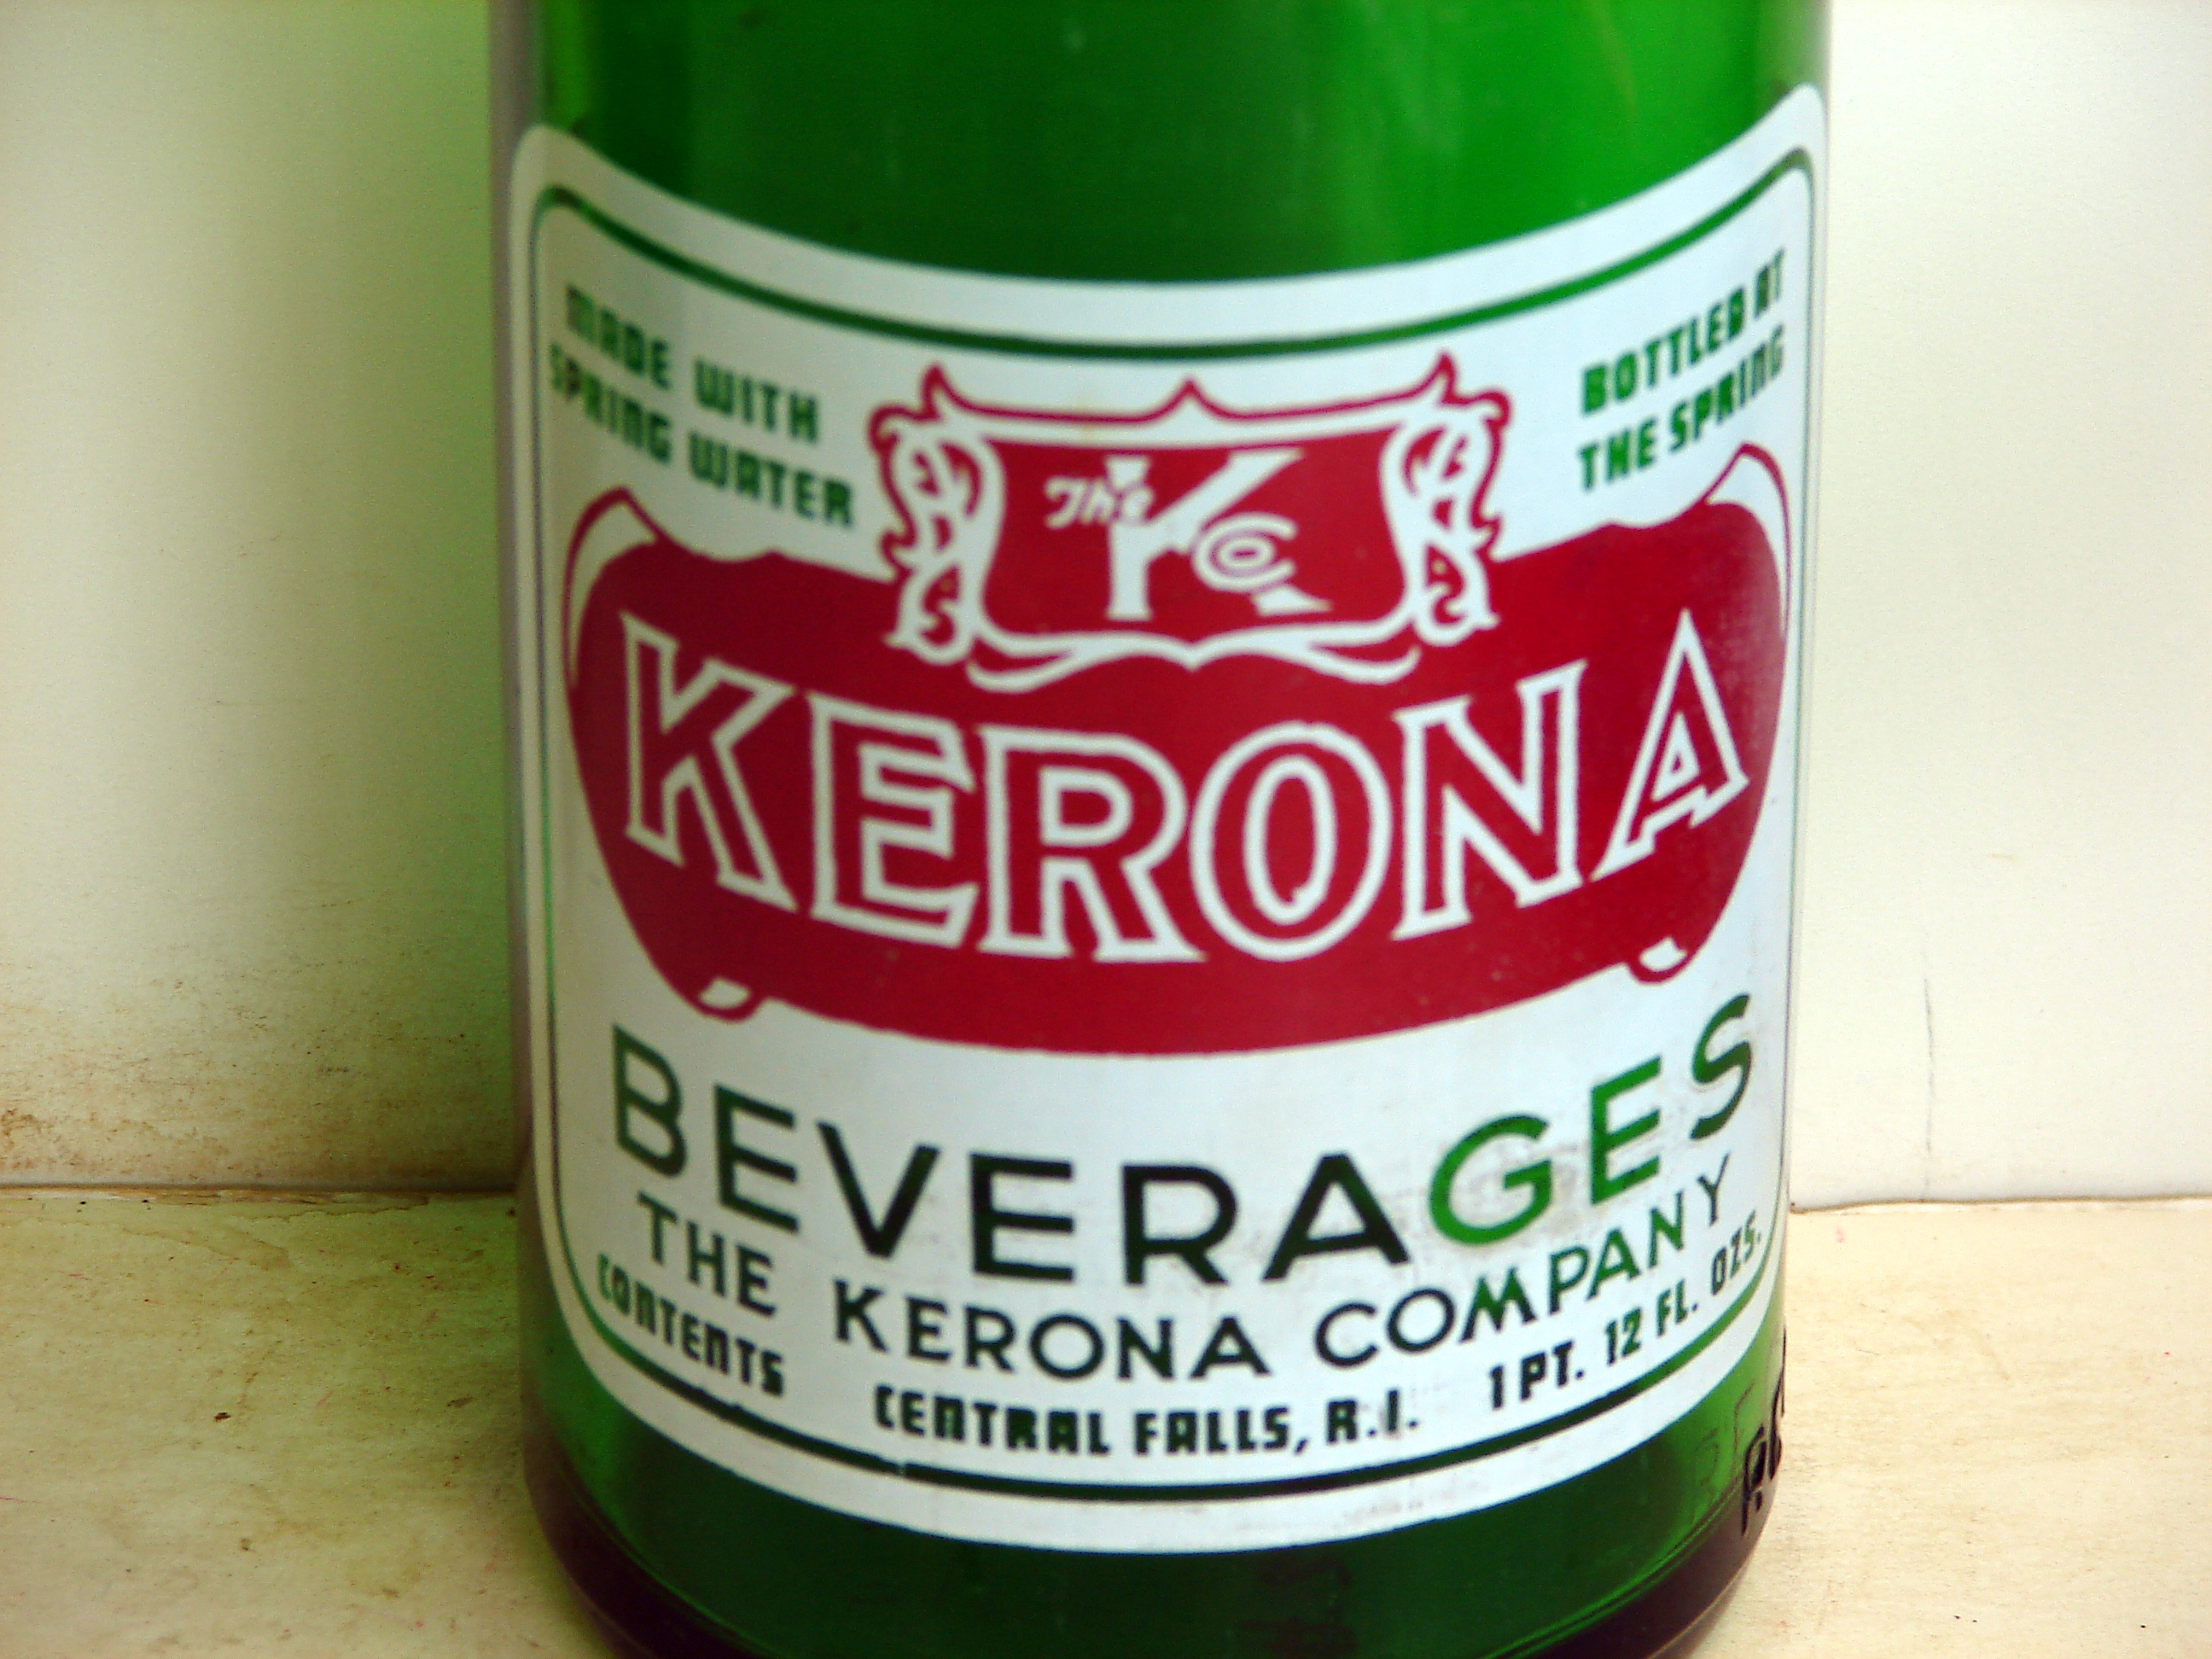 MADE WITH
SPRING WATER
BOTTLED AT
THE SPRING
The K Co
KERONA
BEVERAGES
THE KERONA COMPANY
CONTENTS 1 PT. 12 FL. OZS.
CENTRAL FALLS, R.I.